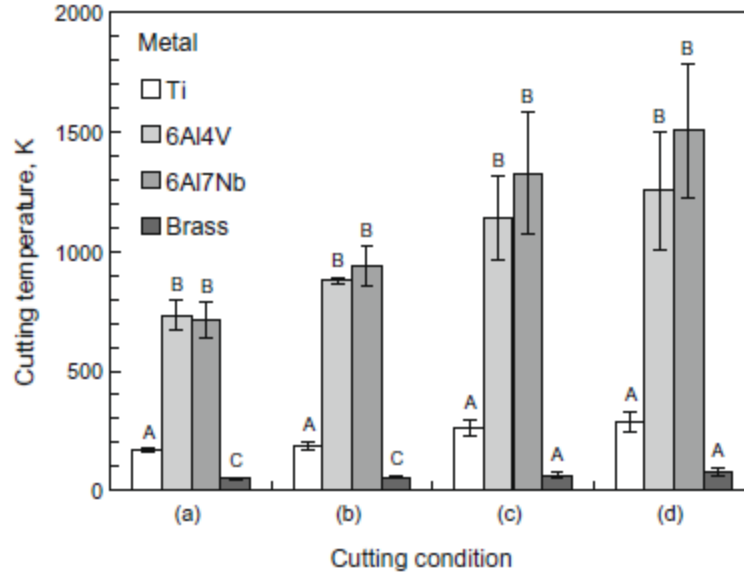 2000
1500
1000
500
0
Cutting temperature, K
Metal
Ti
6Al4V
6Al7Nb
Brass
A B B C
A B B C
A B B A
A B B A
(a) (b) (c) (d)
Cutting condition